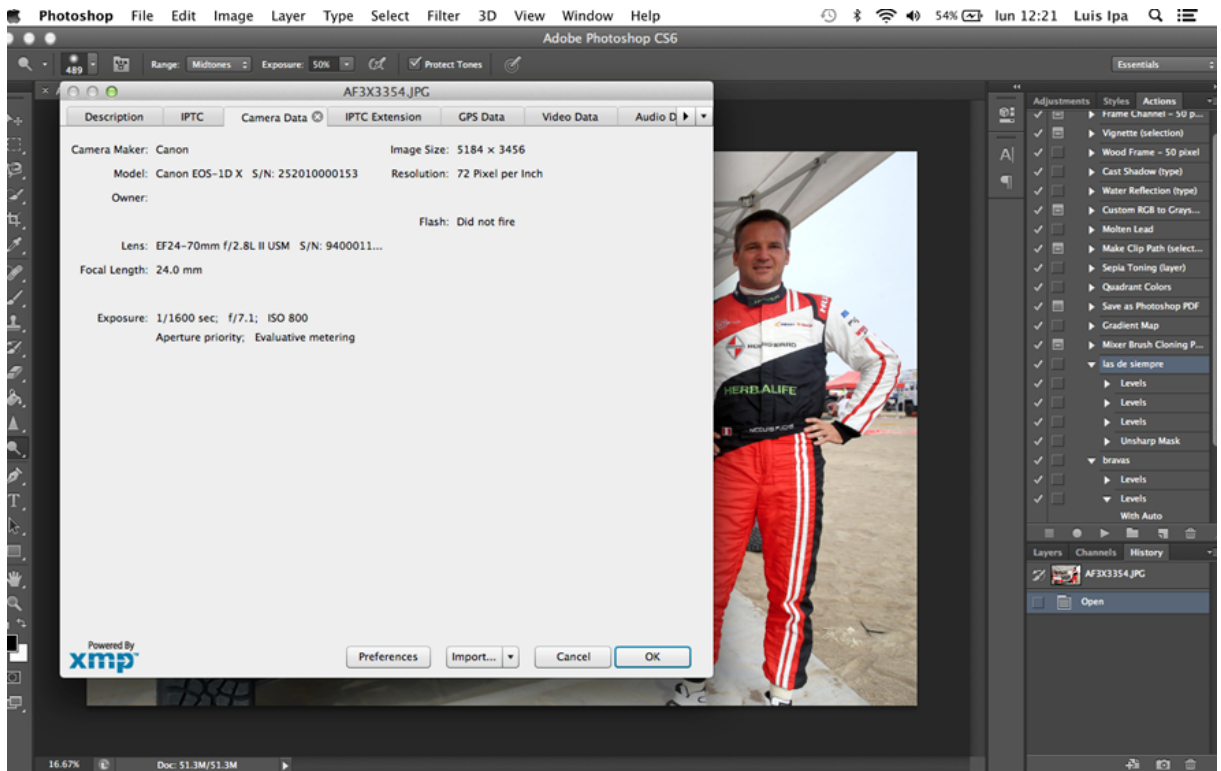 Photoshop File Edit Image Layer Type Select Filter 3D View Window Help 54% lun 12:21 Luis Ipa
Adobe Photoshop CS6
489 Range: Midtones Exposure: 50% Protect Tones Essentials
AF3X3354.JPG
Description IPTC Camera Data IPTC Extension GPS Data Video Data Audio D
Camera Maker: Canon
Model: Canon EOS-1D X S/N: 252010000153
Owner:
Lens: EF24-70mm f/2.8L II USM S/N: 9400011...
Focal Length: 24.0 mm
Exposure: 1/1600 sec; f/7.1; ISO 800
Aperture priority; Evaluative metering
Image Size: 5184 × 3456
Resolution: 72 Pixel per Inch
Flash: Did not fire
Powered By
xmp
Preferences Import... Cancel OK
HERBALIFE
NICOLAS FUCHS
Adjustments Styles Actions
Frame Channel - 50 p...
Vignette (selection)
Wood Frame - 50 pixel
Cast Shadow (type)
Water Reflection (type)
Custom RGB to Grays...
Molten Lead
Make Clip Path (select...
Sepia Toning (layer)
Quadrant Colors
Save as Photoshop PDF
Gradient Map
Mixer Brush Cloning P...
las de siempre
Levels
Levels
Levels
Unsharp Mask
bravas
Levels
Levels
With Auto
Layers Channels History
AF3X3354.JPG
Open
16.67% Doc: 51.3M/51.3M